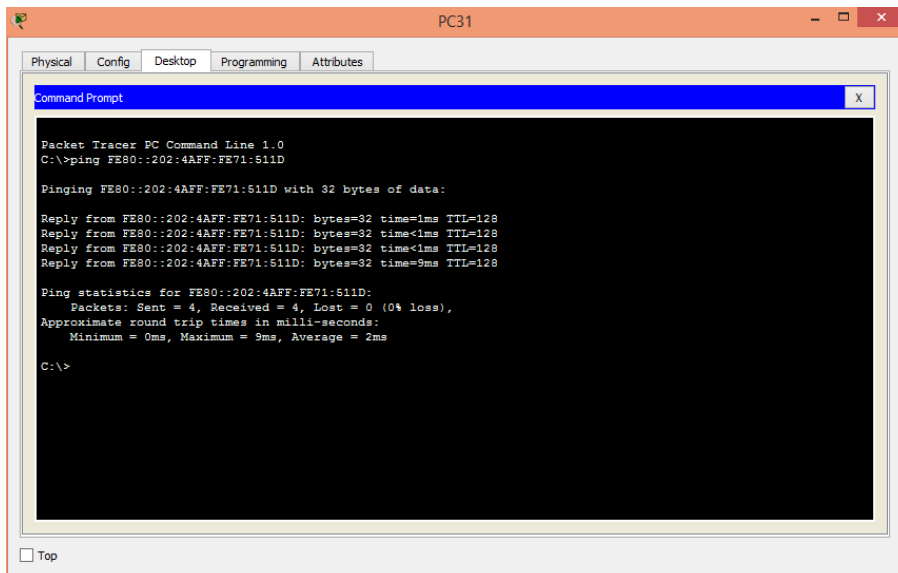 PC31
Physical Config Desktop Programming Attributes
Command Prompt X
Packet Tracer PC Command Line 1.0
C:\>ping FE80::202:4AFF:FE71:511D
Pinging FE80::202:4AFF:FE71:511D with 32 bytes of data:
Reply from FE80::202:4AFF:FE71:511D: bytes=32 time=1ms TTL=128
Reply from FE80::202:4AFF:FE71:511D: bytes=32 time<1ms TTL=128
Reply from FE80::202:4AFF:FE71:511D: bytes=32 time<1ms TTL=128
Reply from FE80::202:4AFF:FE71:511D: bytes=32 time=9ms TTL=128
Ping statistics for FE80::202:4AFF:FE71:511D:
Packets: Sent = 4, Received = 4, Lost = 0 (0% loss),
Approximate round trip times in milli-seconds:
Minimum = 0ms, Maximum = 9ms, Average = 2ms
C:\>
Top